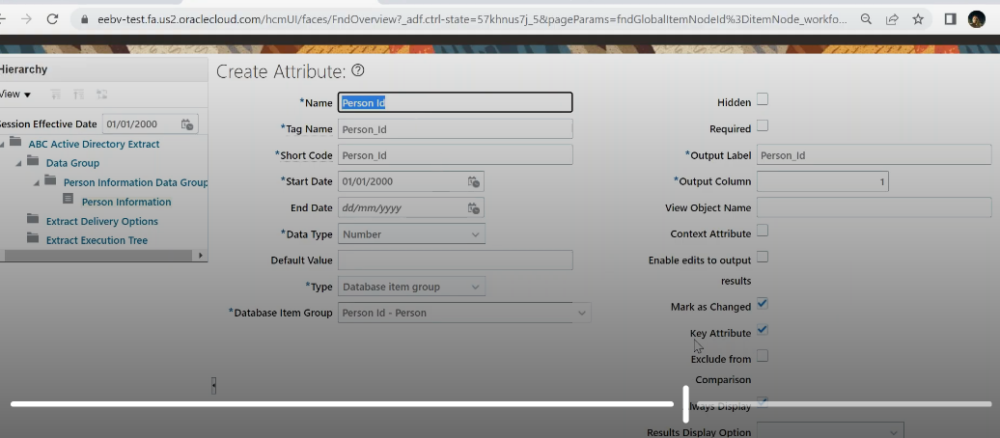 eebv-test.fa.us2.oraclecloud.com/hcmUI/faces/FndOverview?_adf.ctrl-state=57khnus7j_5&pageParams=fndGlobalItemNodeId%3DitemNode_workfo...
Hierarchy
View
Session Effective Date 01/01/2000
ABC Active Directory Extract
Data Group
Person Information Data Group
Person Information
Extract Delivery Options
Extract Execution Tree
Create Attribute: ?
*Name Person Id
*Tag Name Person_Id
*Short Code Person_Id
*Start Date 01/01/2000
End Date dd/mm/yyyy
*Data Type Number
Default Value
*Type Database item group
*Database Item Group Person Id - Person
Hidden
Required
*Output Label Person_Id
*Output Column 1
View Object Name
Context Attribute
Enable edits to output
results
Mark as Changed
Key Attribute
Exclude from
Comparison
Always Display
Results Display Option